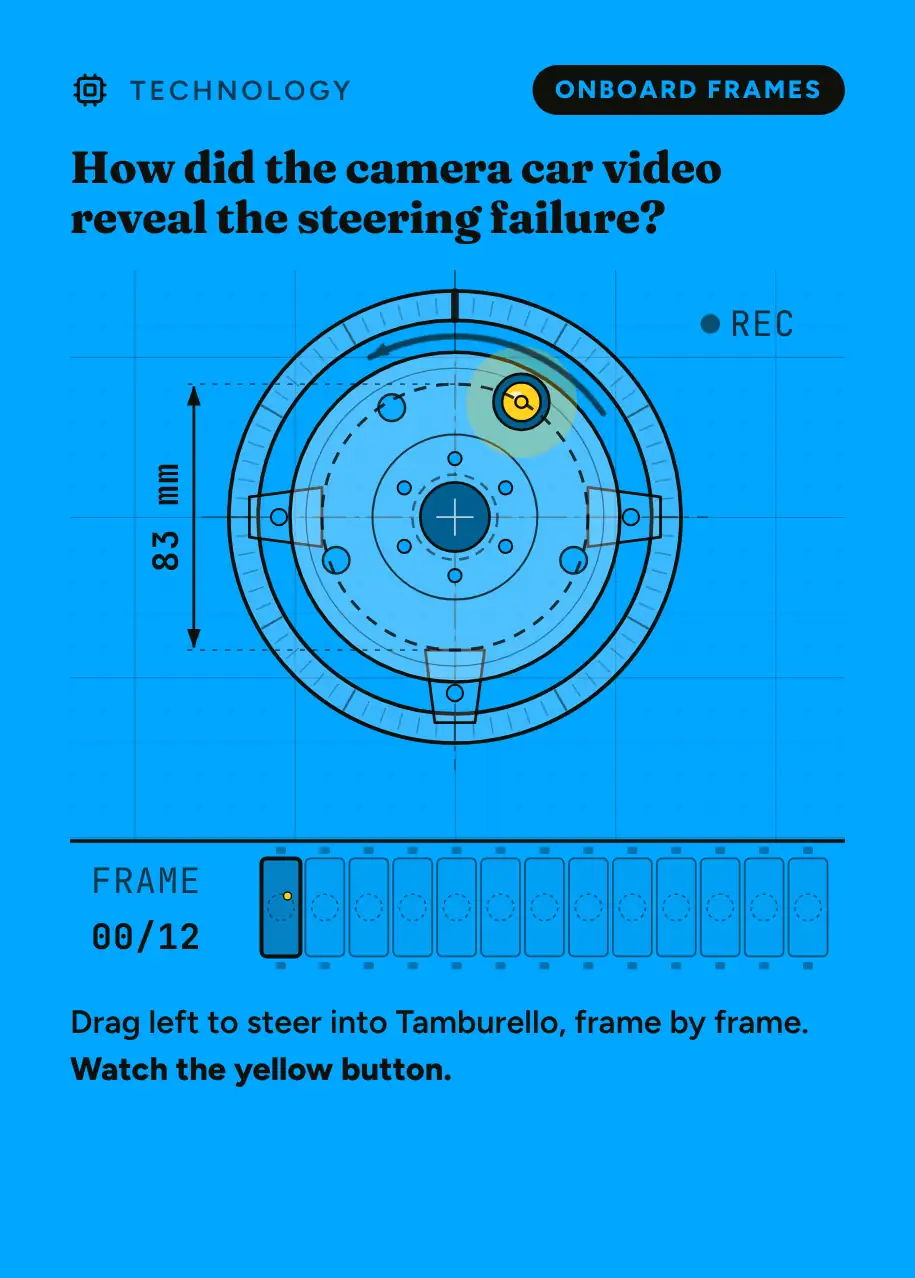 TECHNOLOGY
ONBOARD FRAMES
How did the camera car video
reveal the steering failure?
REC
83 mm
FRAME
00/12
Drag left to steer into Tamburello, frame by frame.
Watch the yellow button.